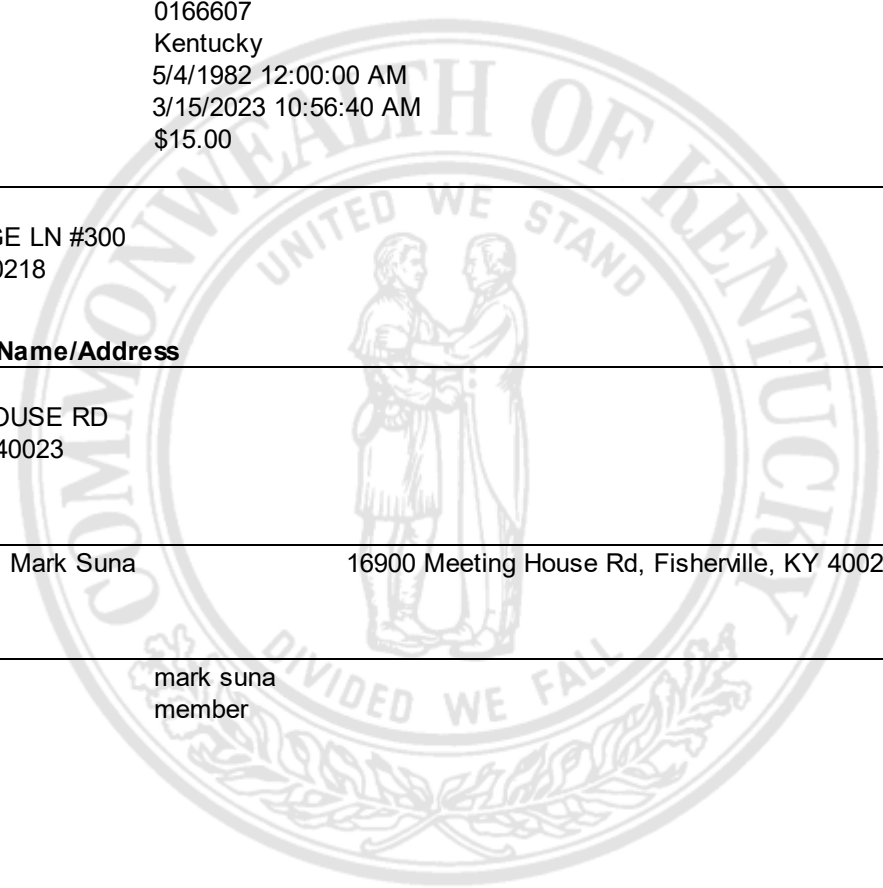 0166607
Kentucky
5/4/1982 12:00:00 AM
3/15/2023 10:56:40 AM
$15.00
GE LN #300
0218
Name/Address
OUSE RD
40023
Mark Suna 16900 Meeting House Rd, Fisherville, KY 4002
mark suna
member
COMMONWEALTH OF KENTUCKY
UNITED WE STAND
DIVIDED WE FALL